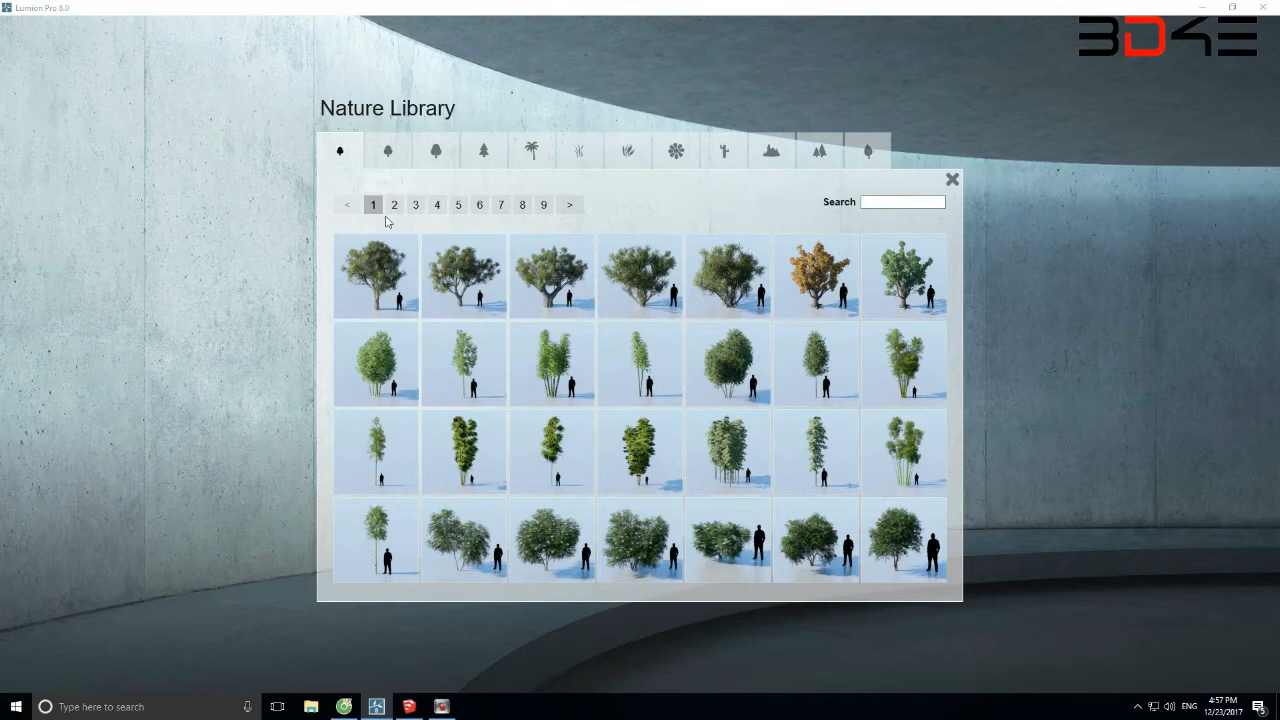 Lumion Pro 8.0
3D4E
Nature Library
< 1 2 3 4 5 6 7 8 9 >
Search
Type here to search
ENG
4:57 PM
12/23/2017
5